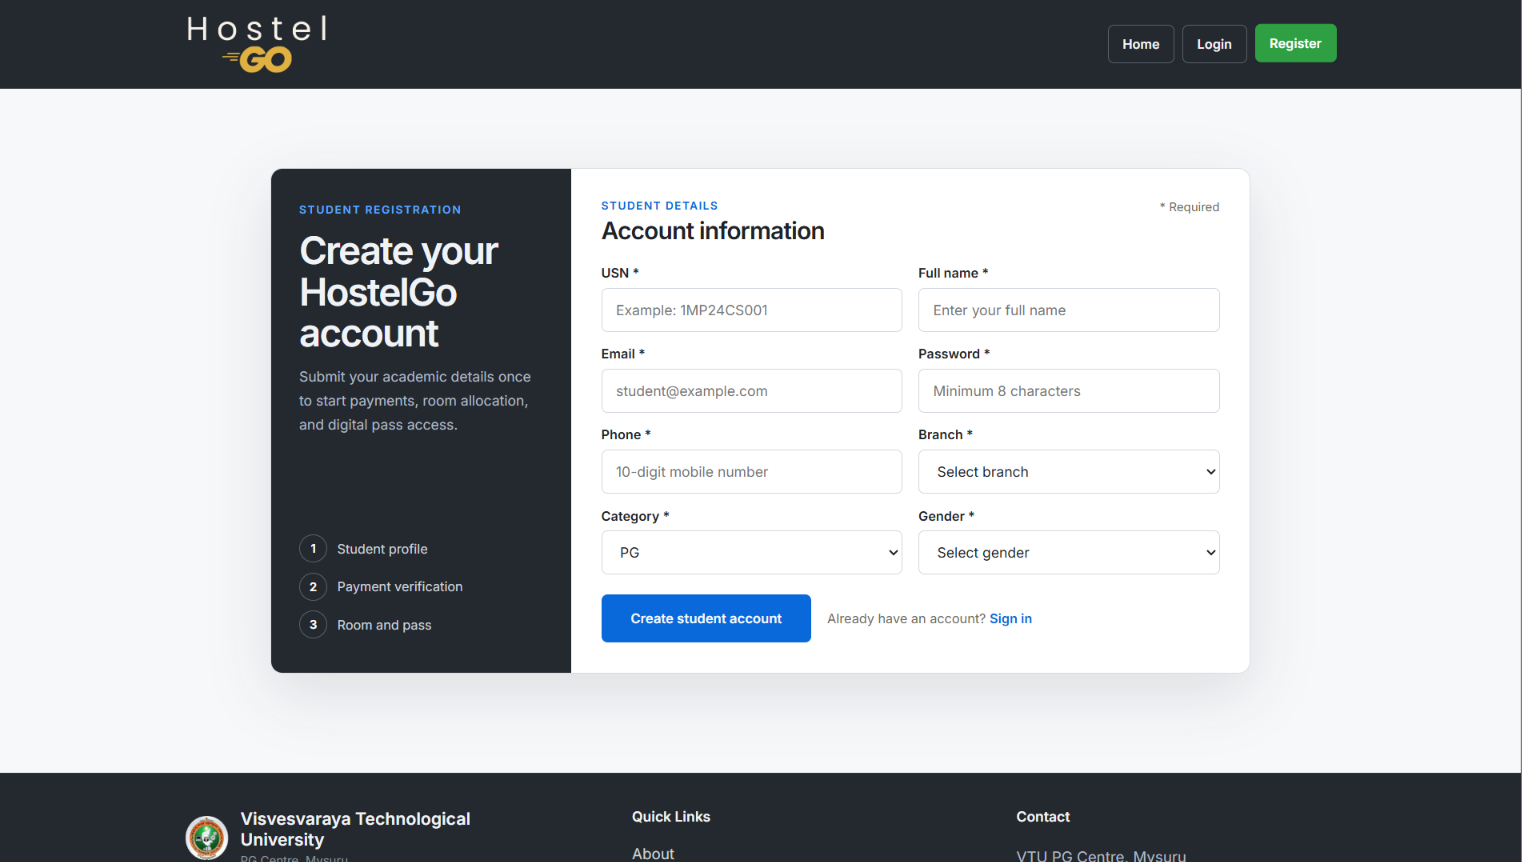 Hostel
GO
Home
Login
Register
STUDENT REGISTRATION
Create your
HostelGo
account
Submit your academic details once
to start payments, room allocation,
and digital pass access.
1 Student profile
2 Payment verification
3 Room and pass
STUDENT DETAILS
* Required
Account information
USN *
Full name *
Example: 1MP24CS001
Enter your full name
Email *
Password *
student@example.com
Minimum 8 characters
Phone *
Branch *
10-digit mobile number
Select branch
Category *
Gender *
PG
Select gender
Create student account
Already have an account? Sign in
Visvesvaraya Technological
University
PG Centre, Mysuru
Quick Links
About
Contact
VTU PG Centre, Mysuru